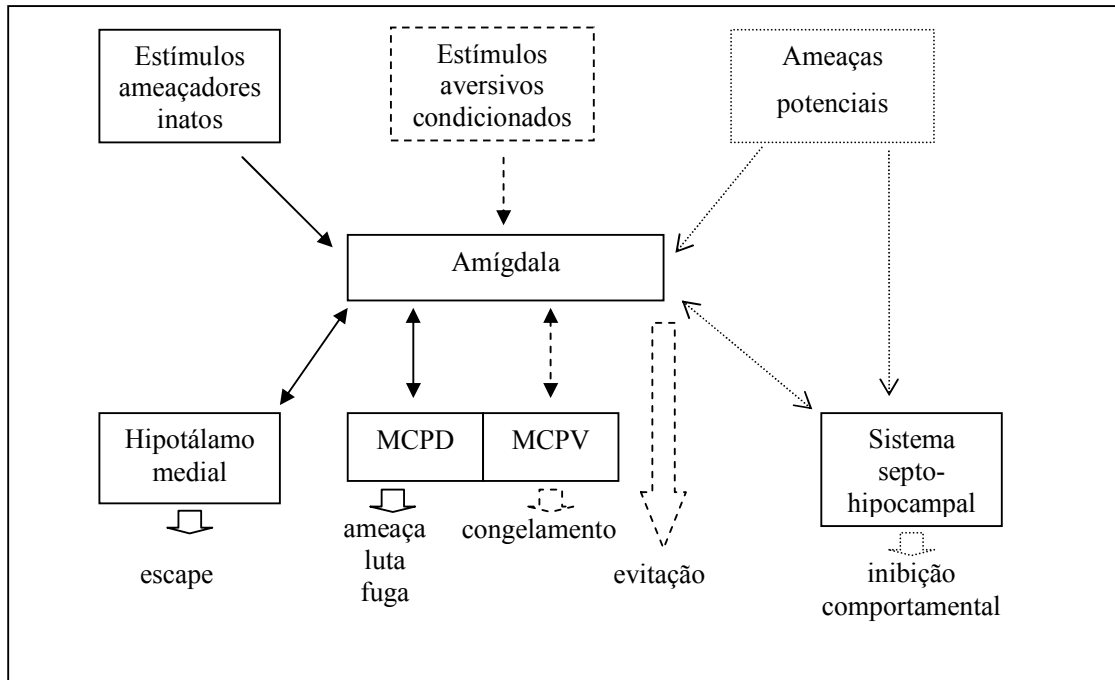 Estímulos
ameaçadores
inatos
Estímulos
aversivos
condicionados
Ameaças
potenciais
Amígdala
Hipotálamo
medial
MCPD
MCPV
Sistema
septo-
hipocampal
escape
ameaça
luta
fuga
congelamento
evitação
inibição
comportamental